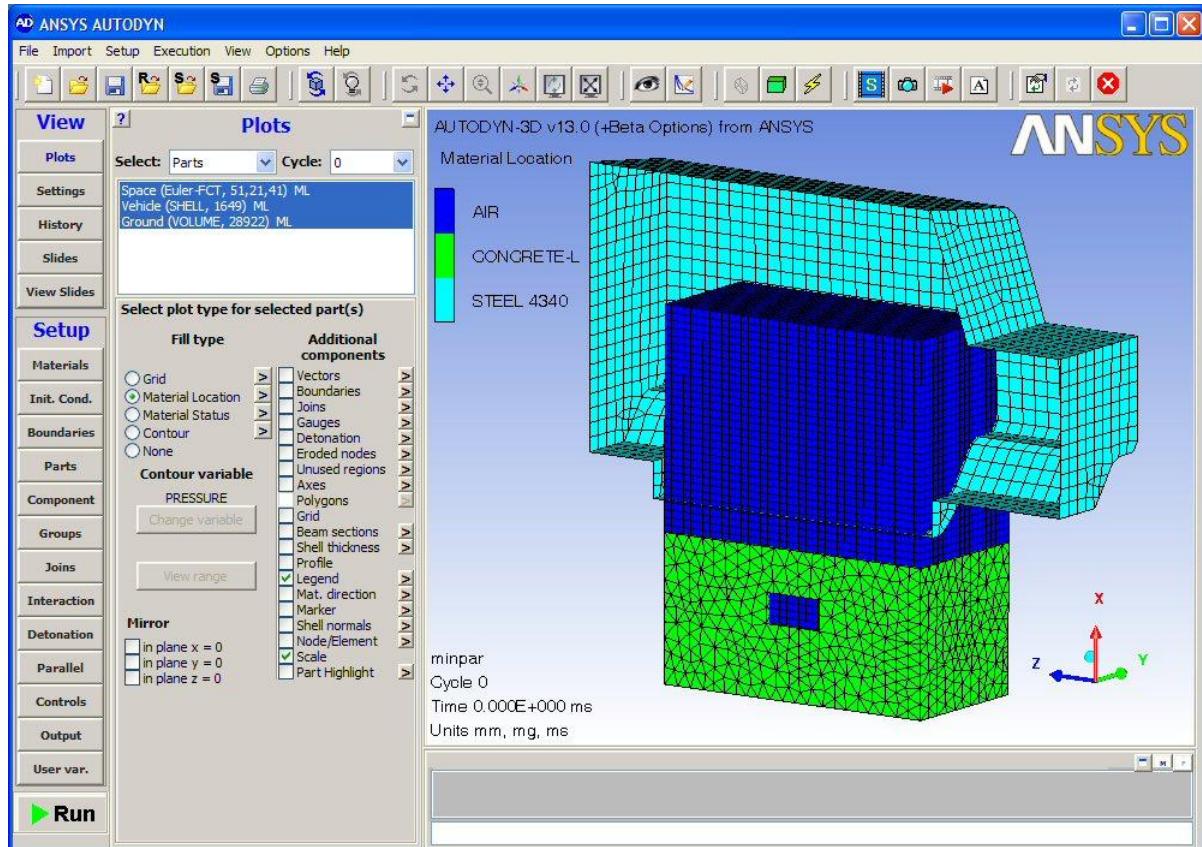 AD ANSYS AUTODYN
File Import Setup Execution View Options Help
R S S
S A
View
Plots
Settings
History
Slides
View Slides
Setup
Materials
Init. Cond.
Boundaries
Parts
Component
Groups
Joins
Interaction
Detonation
Parallel
Controls
Output
User var.
Run
? Plots
Select: Parts Cycle: 0
Space (Euler-FCT, 51,21,41) ML
Vehicle (SHELL, 1649) ML
Ground (VOLUME, 28922) ML
Select plot type for selected part(s)
Fill type
Grid >
Material Location >
Material Status >
Contour >
None
Contour variable
PRESSURE
Change variable
View range
Mirror
in plane x = 0
in plane y = 0
in plane z = 0
Additional
components
Vectors >
Boundaries >
Joins >
Gauges >
Detonation >
Eroded nodes >
Unused regions >
Axes >
Polygons >
Grid
Beam sections >
Shell thickness >
Profile
Legend >
Mat. direction >
Marker >
Shell normals >
Node/Element >
Scale
Part Highlight >
AUTODYN-3D v13.0 (+Beta Options) from ANSYS
ANSYS
Material Location
AIR
CONCRETE-L
STEEL 4340
X
Z
Y
minpar
Cycle 0
Time 0.000E+000 ms
Units mm, mg, ms